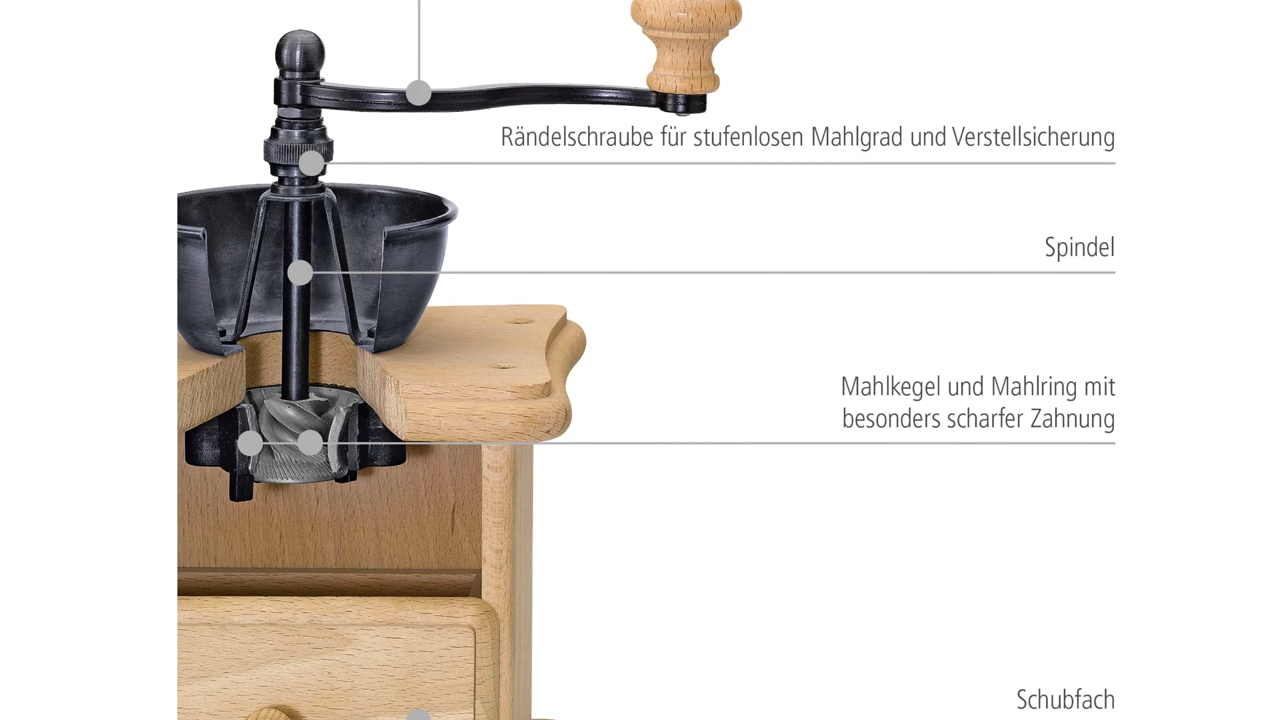 Rändelschraube für stufenlosen Mahlgrad und Verstellsicherung
Spindel
Mahlkegel und Mahlring mit
besonders scharfer Zahnung
Schubfach